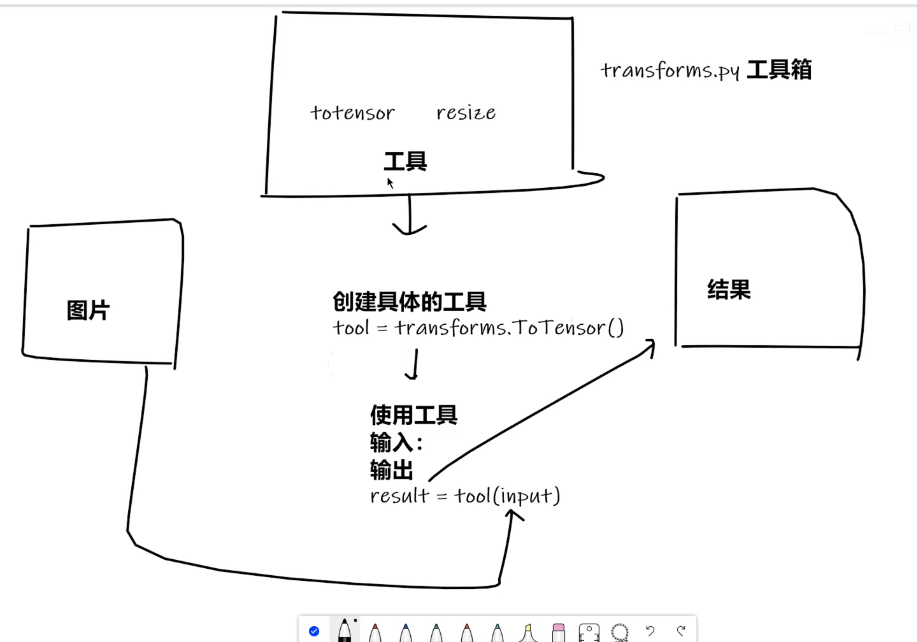 transforms.py 工具箱
totensor resize
工具
图片
创建具体的工具
tool = transforms.ToTensor()
结果
使用工具
输入：
输出
result = tool(input)